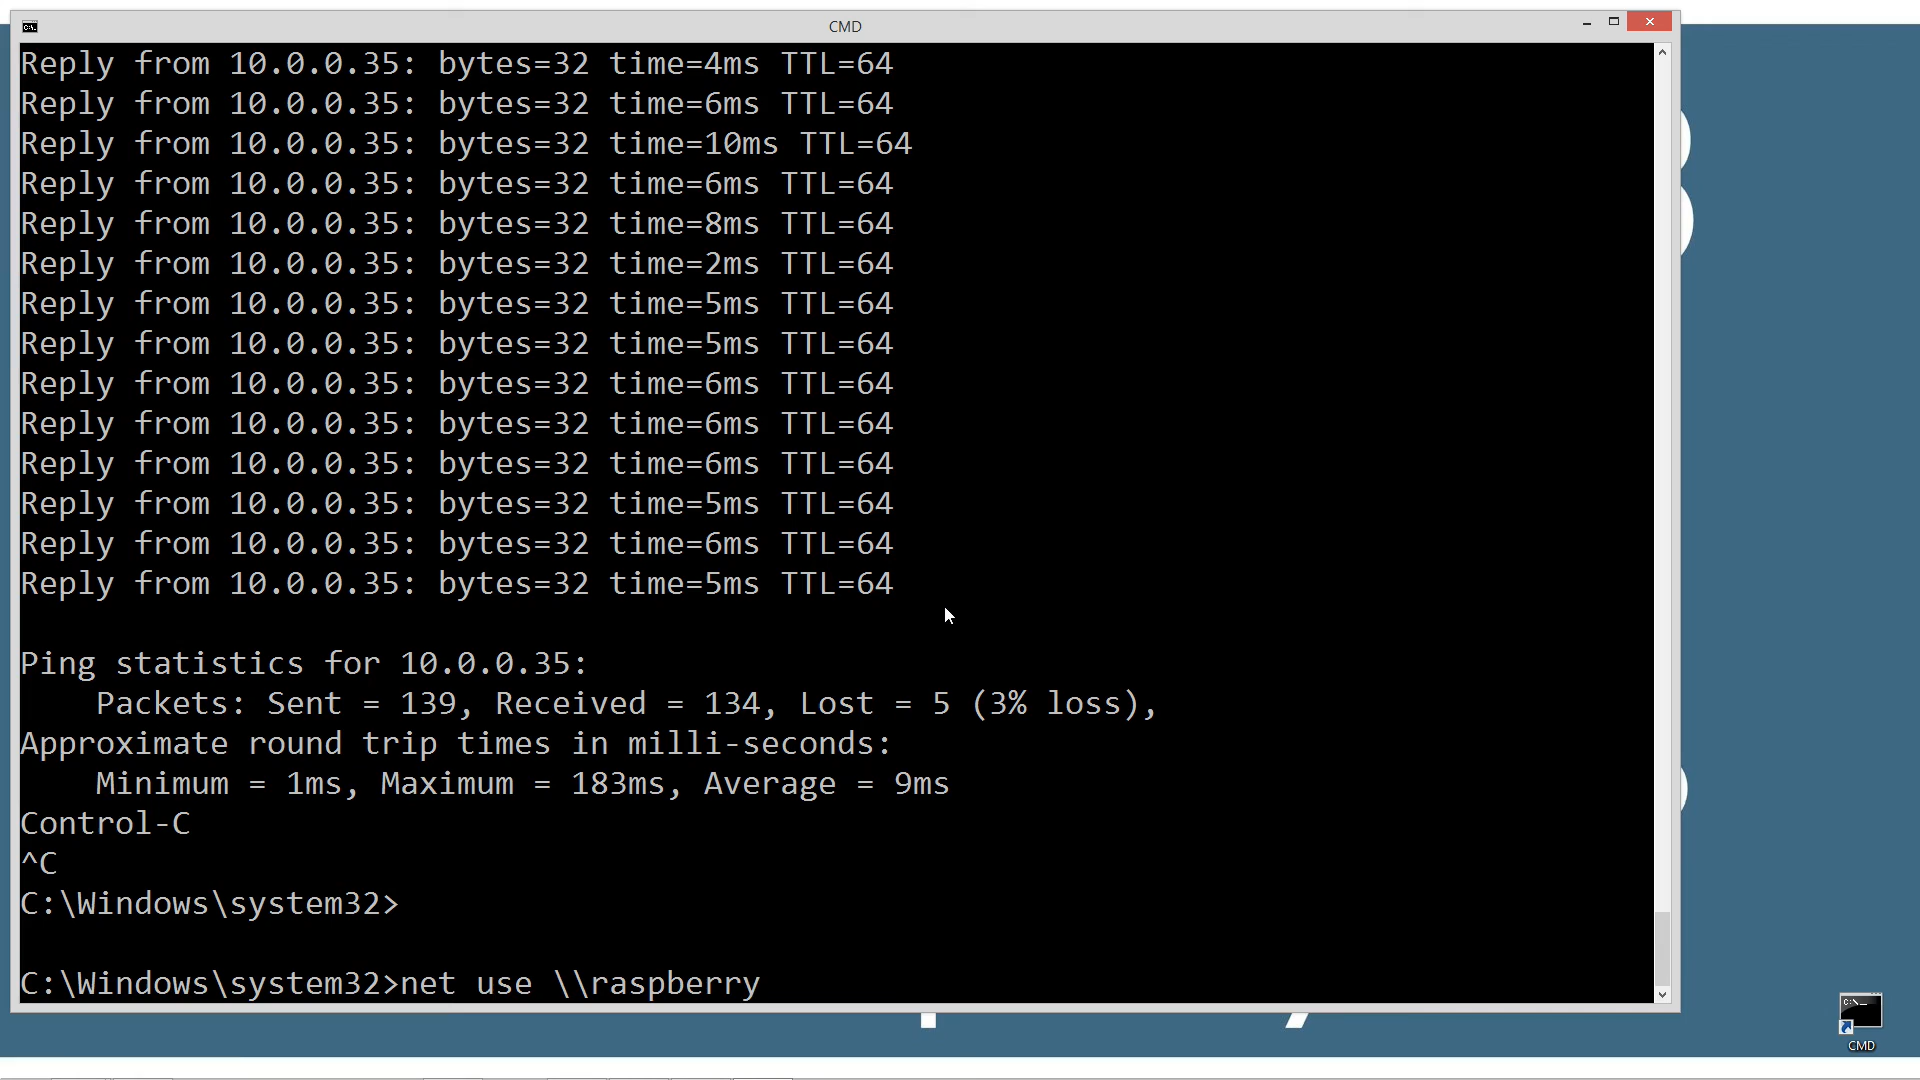 CMD
Reply from 10.0.0.35: bytes=32 time=4ms TTL=64
Reply from 10.0.0.35: bytes=32 time=6ms TTL=64
Reply from 10.0.0.35: bytes=32 time=10ms TTL=64
Reply from 10.0.0.35: bytes=32 time=6ms TTL=64
Reply from 10.0.0.35: bytes=32 time=8ms TTL=64
Reply from 10.0.0.35: bytes=32 time=2ms TTL=64
Reply from 10.0.0.35: bytes=32 time=5ms TTL=64
Reply from 10.0.0.35: bytes=32 time=5ms TTL=64
Reply from 10.0.0.35: bytes=32 time=6ms TTL=64
Reply from 10.0.0.35: bytes=32 time=6ms TTL=64
Reply from 10.0.0.35: bytes=32 time=6ms TTL=64
Reply from 10.0.0.35: bytes=32 time=5ms TTL=64
Reply from 10.0.0.35: bytes=32 time=6ms TTL=64
Reply from 10.0.0.35: bytes=32 time=5ms TTL=64
Ping statistics for 10.0.0.35:
    Packets: Sent = 139, Received = 134, Lost = 5 (3% loss),
Approximate round trip times in milli-seconds:
    Minimum = 1ms, Maximum = 183ms, Average = 9ms
Control-C
^C
C:\Windows\system32>
C:\Windows\system32>net use \\raspberry
CMD